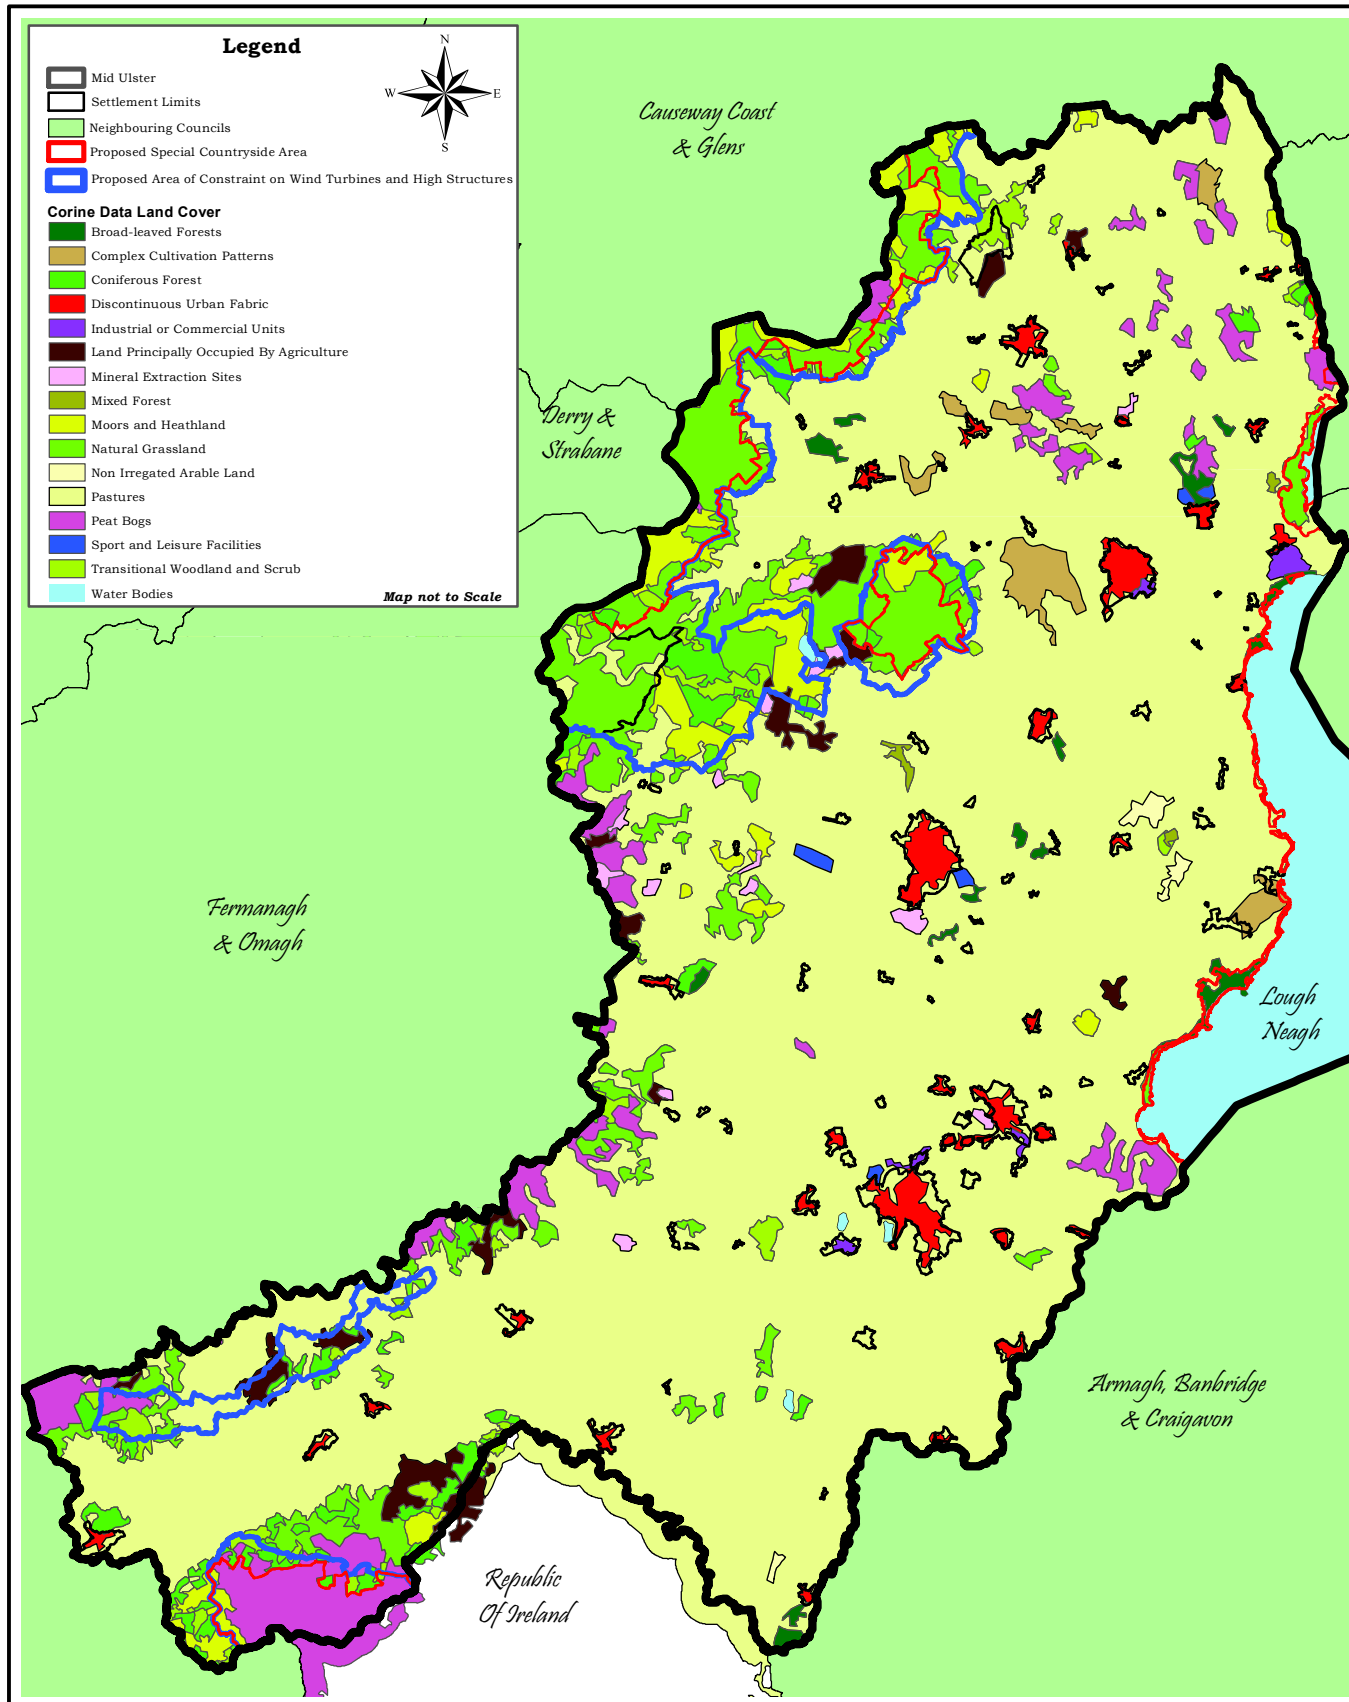 Legend
N
W
E
S
Mid Ulster
Settlement Limits
Neighbouring Councils
Proposed Special Countryside Area
Proposed Area of Constraint on Wind Turbines and High Structures
Corine Data Land Cover
Broad-leaved Forests
Complex Cultivation Patterns
Coniferous Forest
Discontinuous Urban Fabric
Industrial or Commercial Units
Land Principally Occupied By Agriculture
Mineral Extraction Sites
Mixed Forest
Moors and Heathland
Natural Grassland
Non Irregated Arable Land
Pastures
Peat Bogs
Sport and Leisure Facilities
Transitional Woodland and Scrub
Water Bodies
Map not to Scale
Causeway Coast
& Glens
Derry &
Strabane
Fermanagh
& Omagh
Lough
Neagh
Armagh, Banbridge
& Craigavon
Republic
Of Ireland